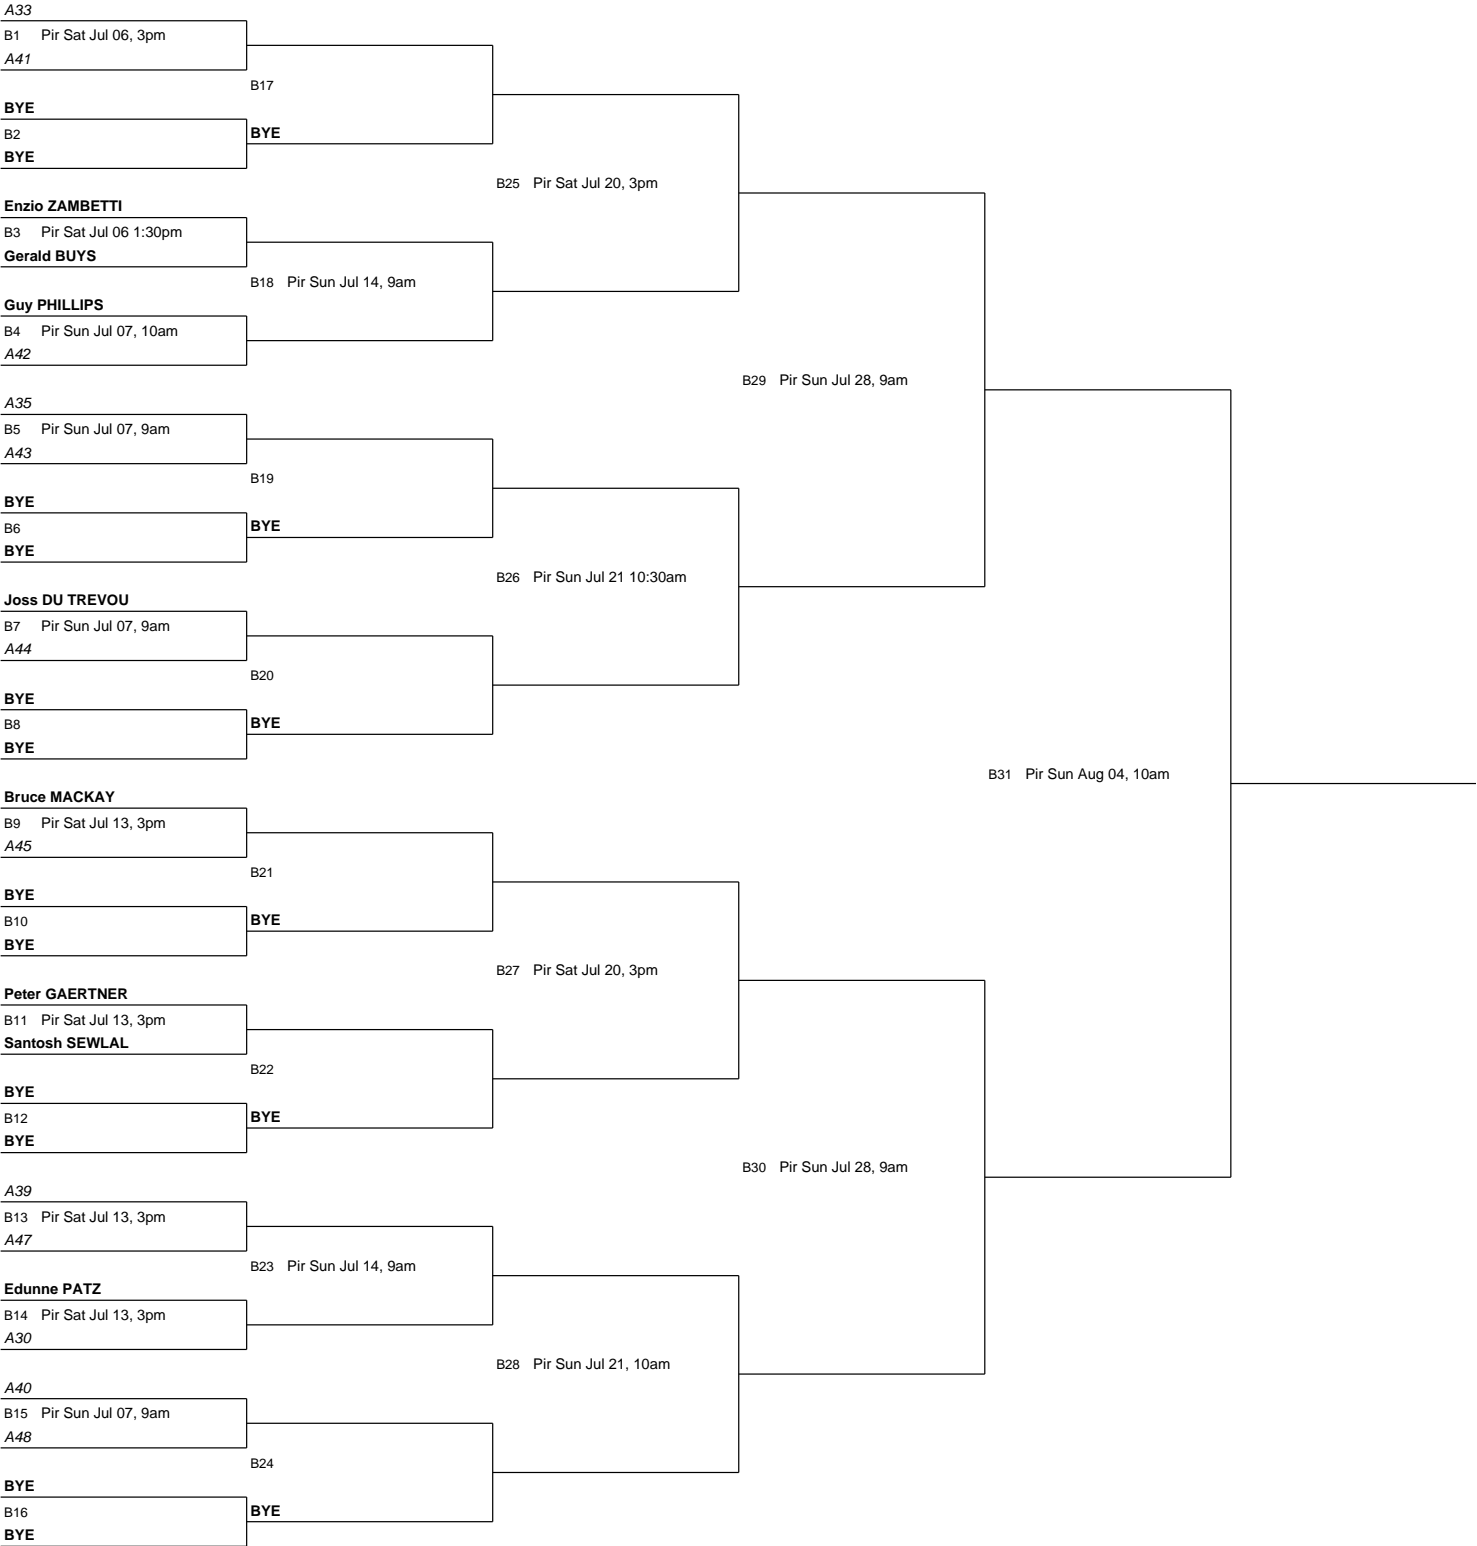 A33
B1 Pir Sat Jul 06, 3pm
A41
B17
BYE
B2
BYE
BYE
B25 Pir Sat Jul 20, 3pm
Enzio ZAMBETTI
B3 Pir Sat Jul 06 1:30pm
Gerald BUYS
B18 Pir Sun Jul 14, 9am
Guy PHILLIPS
B4 Pir Sun Jul 07, 10am
A42
B29 Pir Sun Jul 28, 9am
A35
B5 Pir Sun Jul 07, 9am
A43
B19
BYE
B6
BYE
BYE
B26 Pir Sun Jul 21 10:30am
Joss DU TREVOU
B7 Pir Sun Jul 07, 9am
A44
B20
BYE
B8
BYE
BYE
B31 Pir Sun Aug 04, 10am
Bruce MACKAY
B9 Pir Sat Jul 13, 3pm
A45
B21
BYE
B10
BYE
BYE
B27 Pir Sat Jul 20, 3pm
Peter GAERTNER
B11 Pir Sat Jul 13, 3pm
Santosh SEWLAL
B22
BYE
B12
BYE
BYE
B30 Pir Sun Jul 28, 9am
A39
B13 Pir Sat Jul 13, 3pm
A47
B23 Pir Sun Jul 14, 9am
Edunne PATZ
B14 Pir Sat Jul 13, 3pm
A30
B28 Pir Sun Jul 21, 10am
A40
B15 Pir Sun Jul 07, 9am
A48
B24
BYE
B16
BYE
BYE